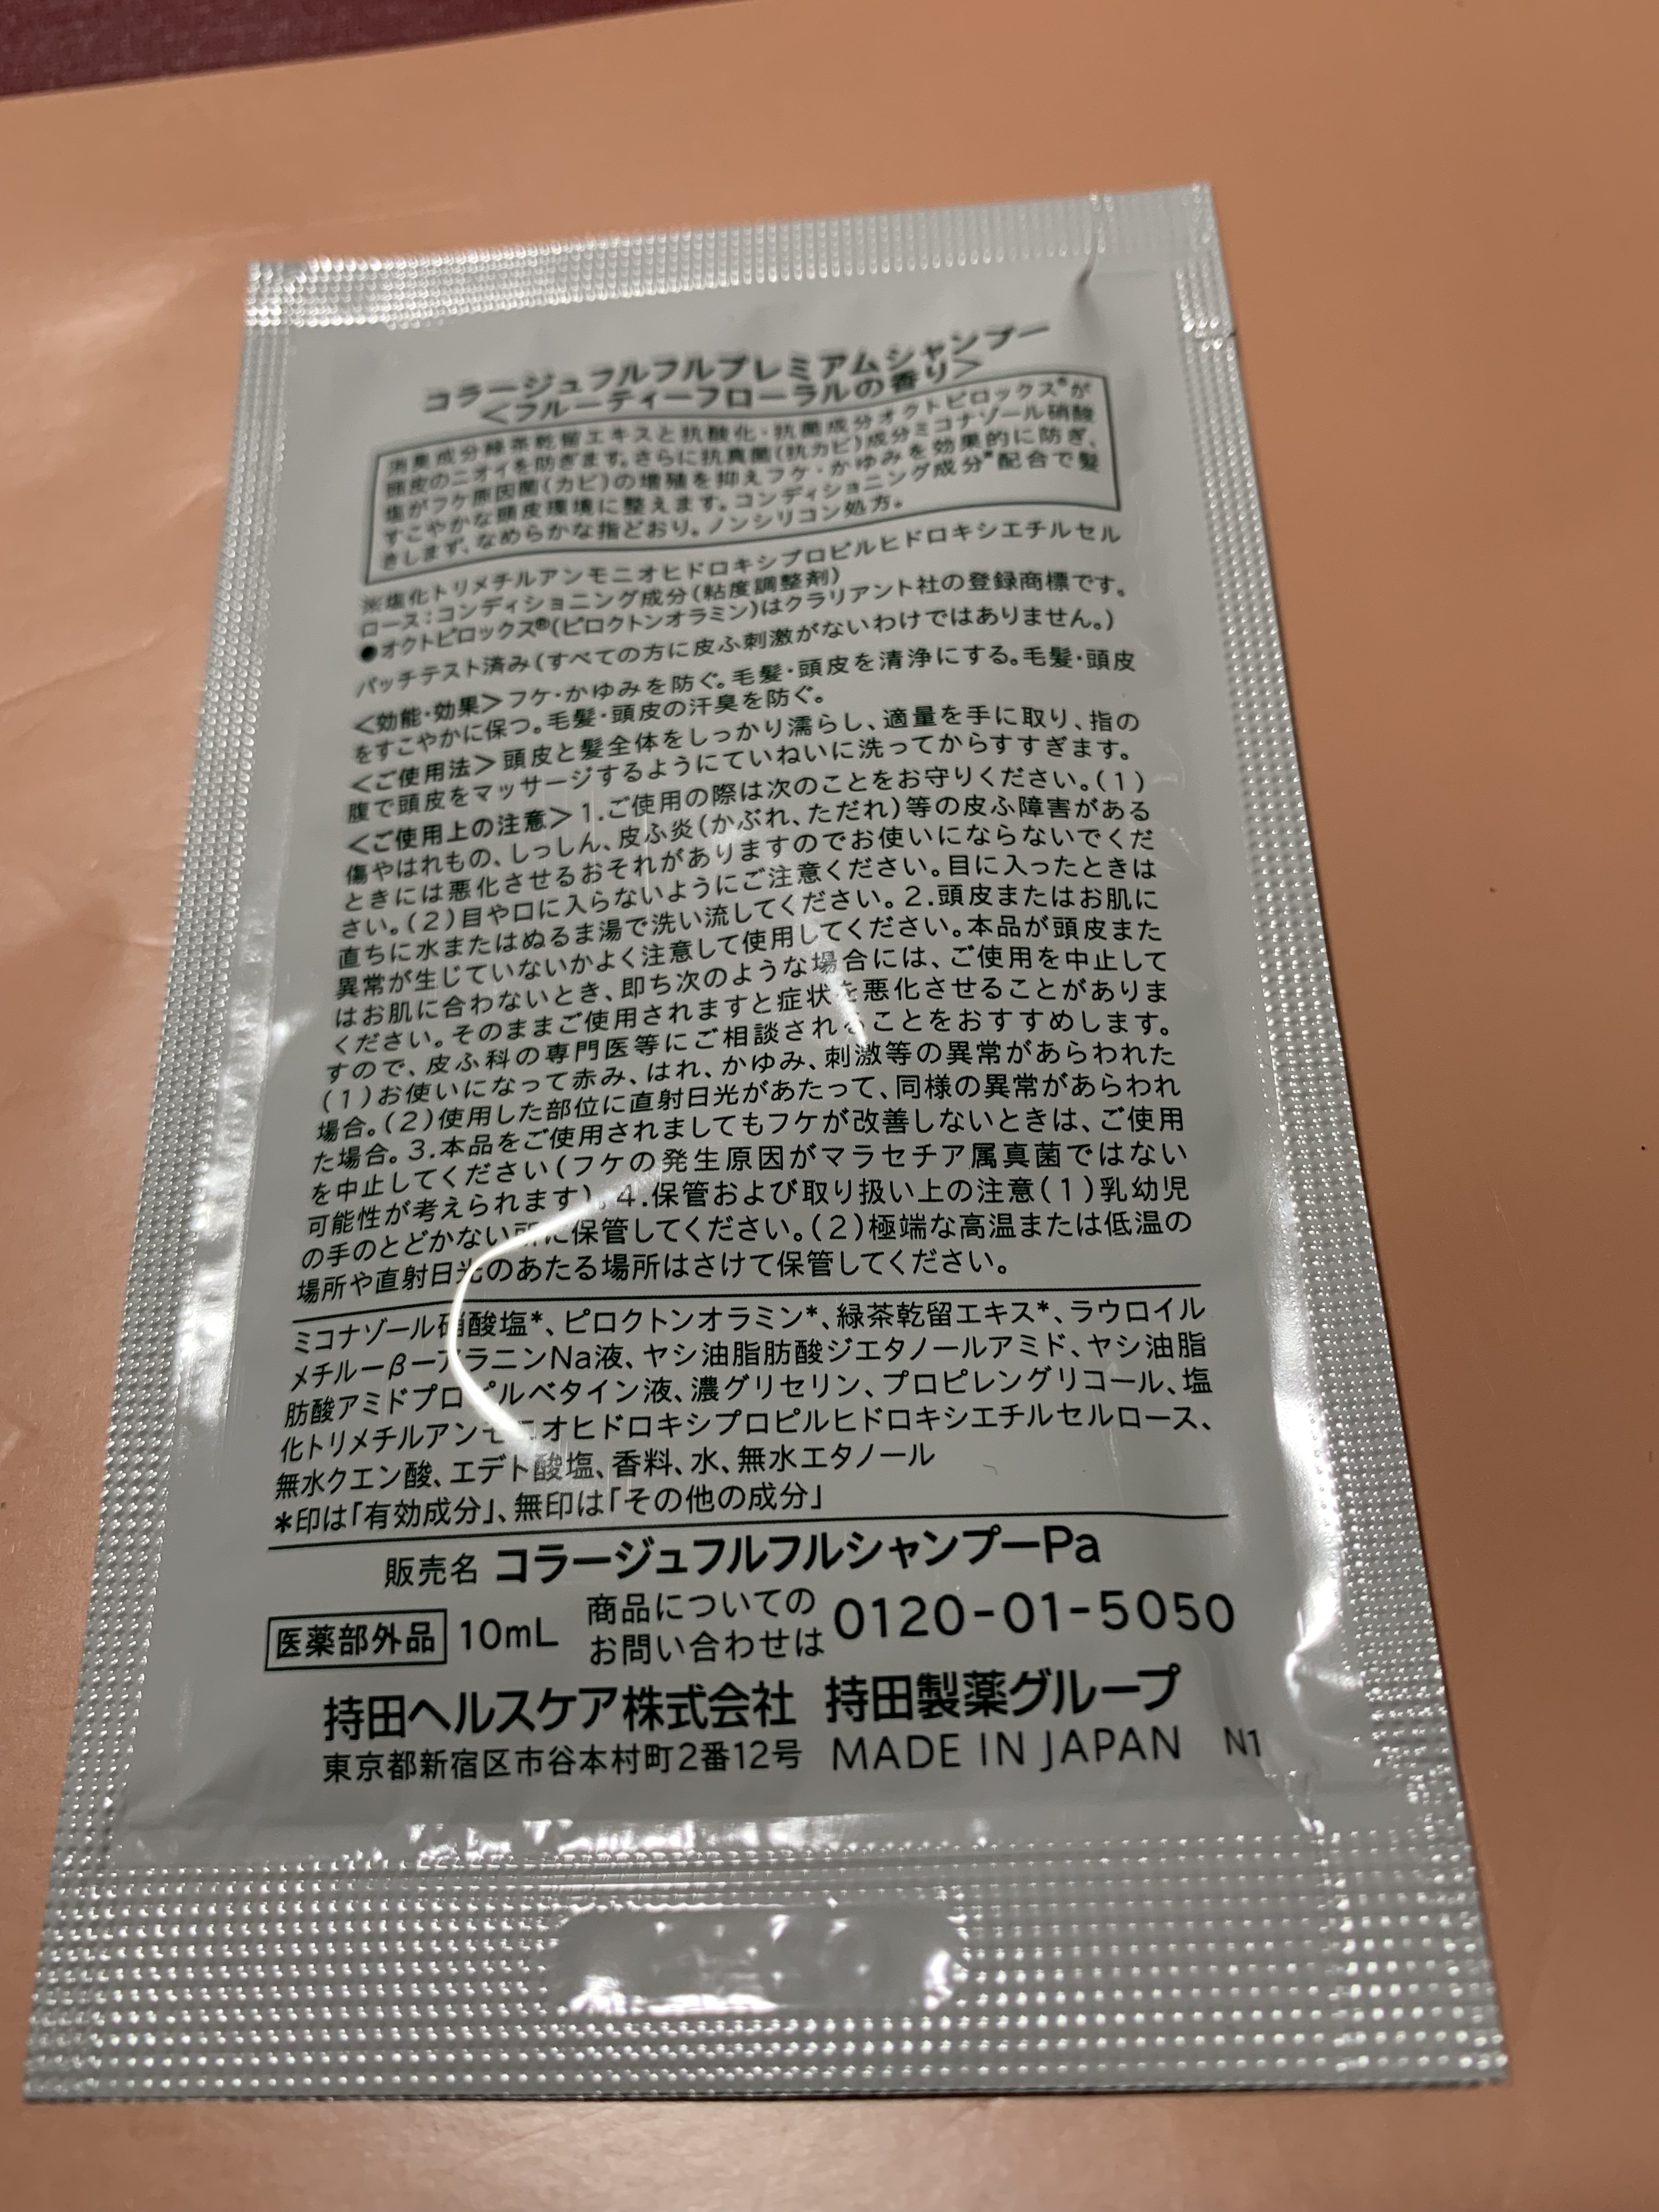 コラージュフルフルプレミアムシャンプー
<フルーティーフローラルの香り>
消臭成分緑茶乾留エキスと抗酸化・抗菌成分オクトピロックス®が
頭皮のニオイを防ぎます。さらに抗真菌(抗カビ)成分ミコナゾール硝酸
塩がフケ原因菌(カビ)の増殖を抑えフケ・かゆみを効果的に防ぎ、
すこやかな頭皮環境に整えます。コンディショニング成分※配合で髪
きしまず、なめらかな指どおり。ノンシリコン処方。
※塩化トリメチルアンモニオヒドロキシプロピルヒドロキシエチルセル
ロース:コンディショニング成分(粘度調整剤)
●オクトピロックス®(ピロクトンオラミン)はクラリアント社の登録商標です。
パッチテスト済み(すべての方に皮ふ刺激がないわけではありません。)
<効能・効果>フケ・かゆみを防ぐ。毛髪・頭皮を清浄にする。毛髪・頭皮
をすこやかに保つ。毛髪・頭皮の汗臭を防ぐ。
<ご使用法>頭皮と髪全体をしっかり濡らし、適量を手に取り、指の
腹で頭皮をマッサージするようにていねいに洗ってからすすぎます。
<ご使用上の注意>1.ご使用の際は次のことをお守りください。(1)
傷やはれもの、しっしん、皮ふ炎(かぶれ、ただれ)等の皮ふ障害がある
ときには悪化させるおそれがありますのでお使いにならないでくだ
さい。(2)目や口に入らないようにご注意ください。目に入ったときは
直ちに水またはぬるま湯で洗い流してください。2.頭皮またはお肌に
異常が生じていないかよく注意して使用してください。本品が頭皮また
はお肌に合わないとき、即ち次のような場合には、ご使用を中止して
ください。そのままご使用されますと症状を悪化させることがありま
すので、皮ふ科の専門医等にご相談されることをおすすめします。
(1)お使いになって赤み、はれ、かゆみ、刺激等の異常があらわれた
場合。(2)使用した部位に直射日光があたって、同様の異常があらわれ
た場合。3.本品をご使用されましてもフケが改善しないときは、ご使用
を中止してください(フケの発生原因がマラセチア属真菌ではない
可能性が考えられます)。4.保管および取り扱い上の注意(1)乳幼児
の手のとどかない所に保管してください。(2)極端な高温または低温の
場所や直射日光のあたる場所はさけて保管してください。
ミコナゾール硝酸塩*、ピロクトンオラミン*、緑茶乾留エキス*、ラウロイル
メチルーβーアラニンNa液、ヤシ油脂肪酸ジエタノールアミド、ヤシ油脂
肪酸アミドプロピルベタイン液、濃グリセリン、プロピレングリコール、塩
化トリメチルアンモニオヒドロキシプロピルヒドロキシエチルセルロース、
無水クエン酸、エデト酸塩、香料、水、無水エタノール
*印は「有効成分」、無印は「その他の成分」
販売名 コラージュフルフルシャンプーPa
医薬部外品 10mL 商品についてのお問い合わせは 0120-01-5050
持田ヘルスケア株式会社 持田製薬グループ
東京都新宿区市谷本村町2番12号 MADE IN JAPAN N1